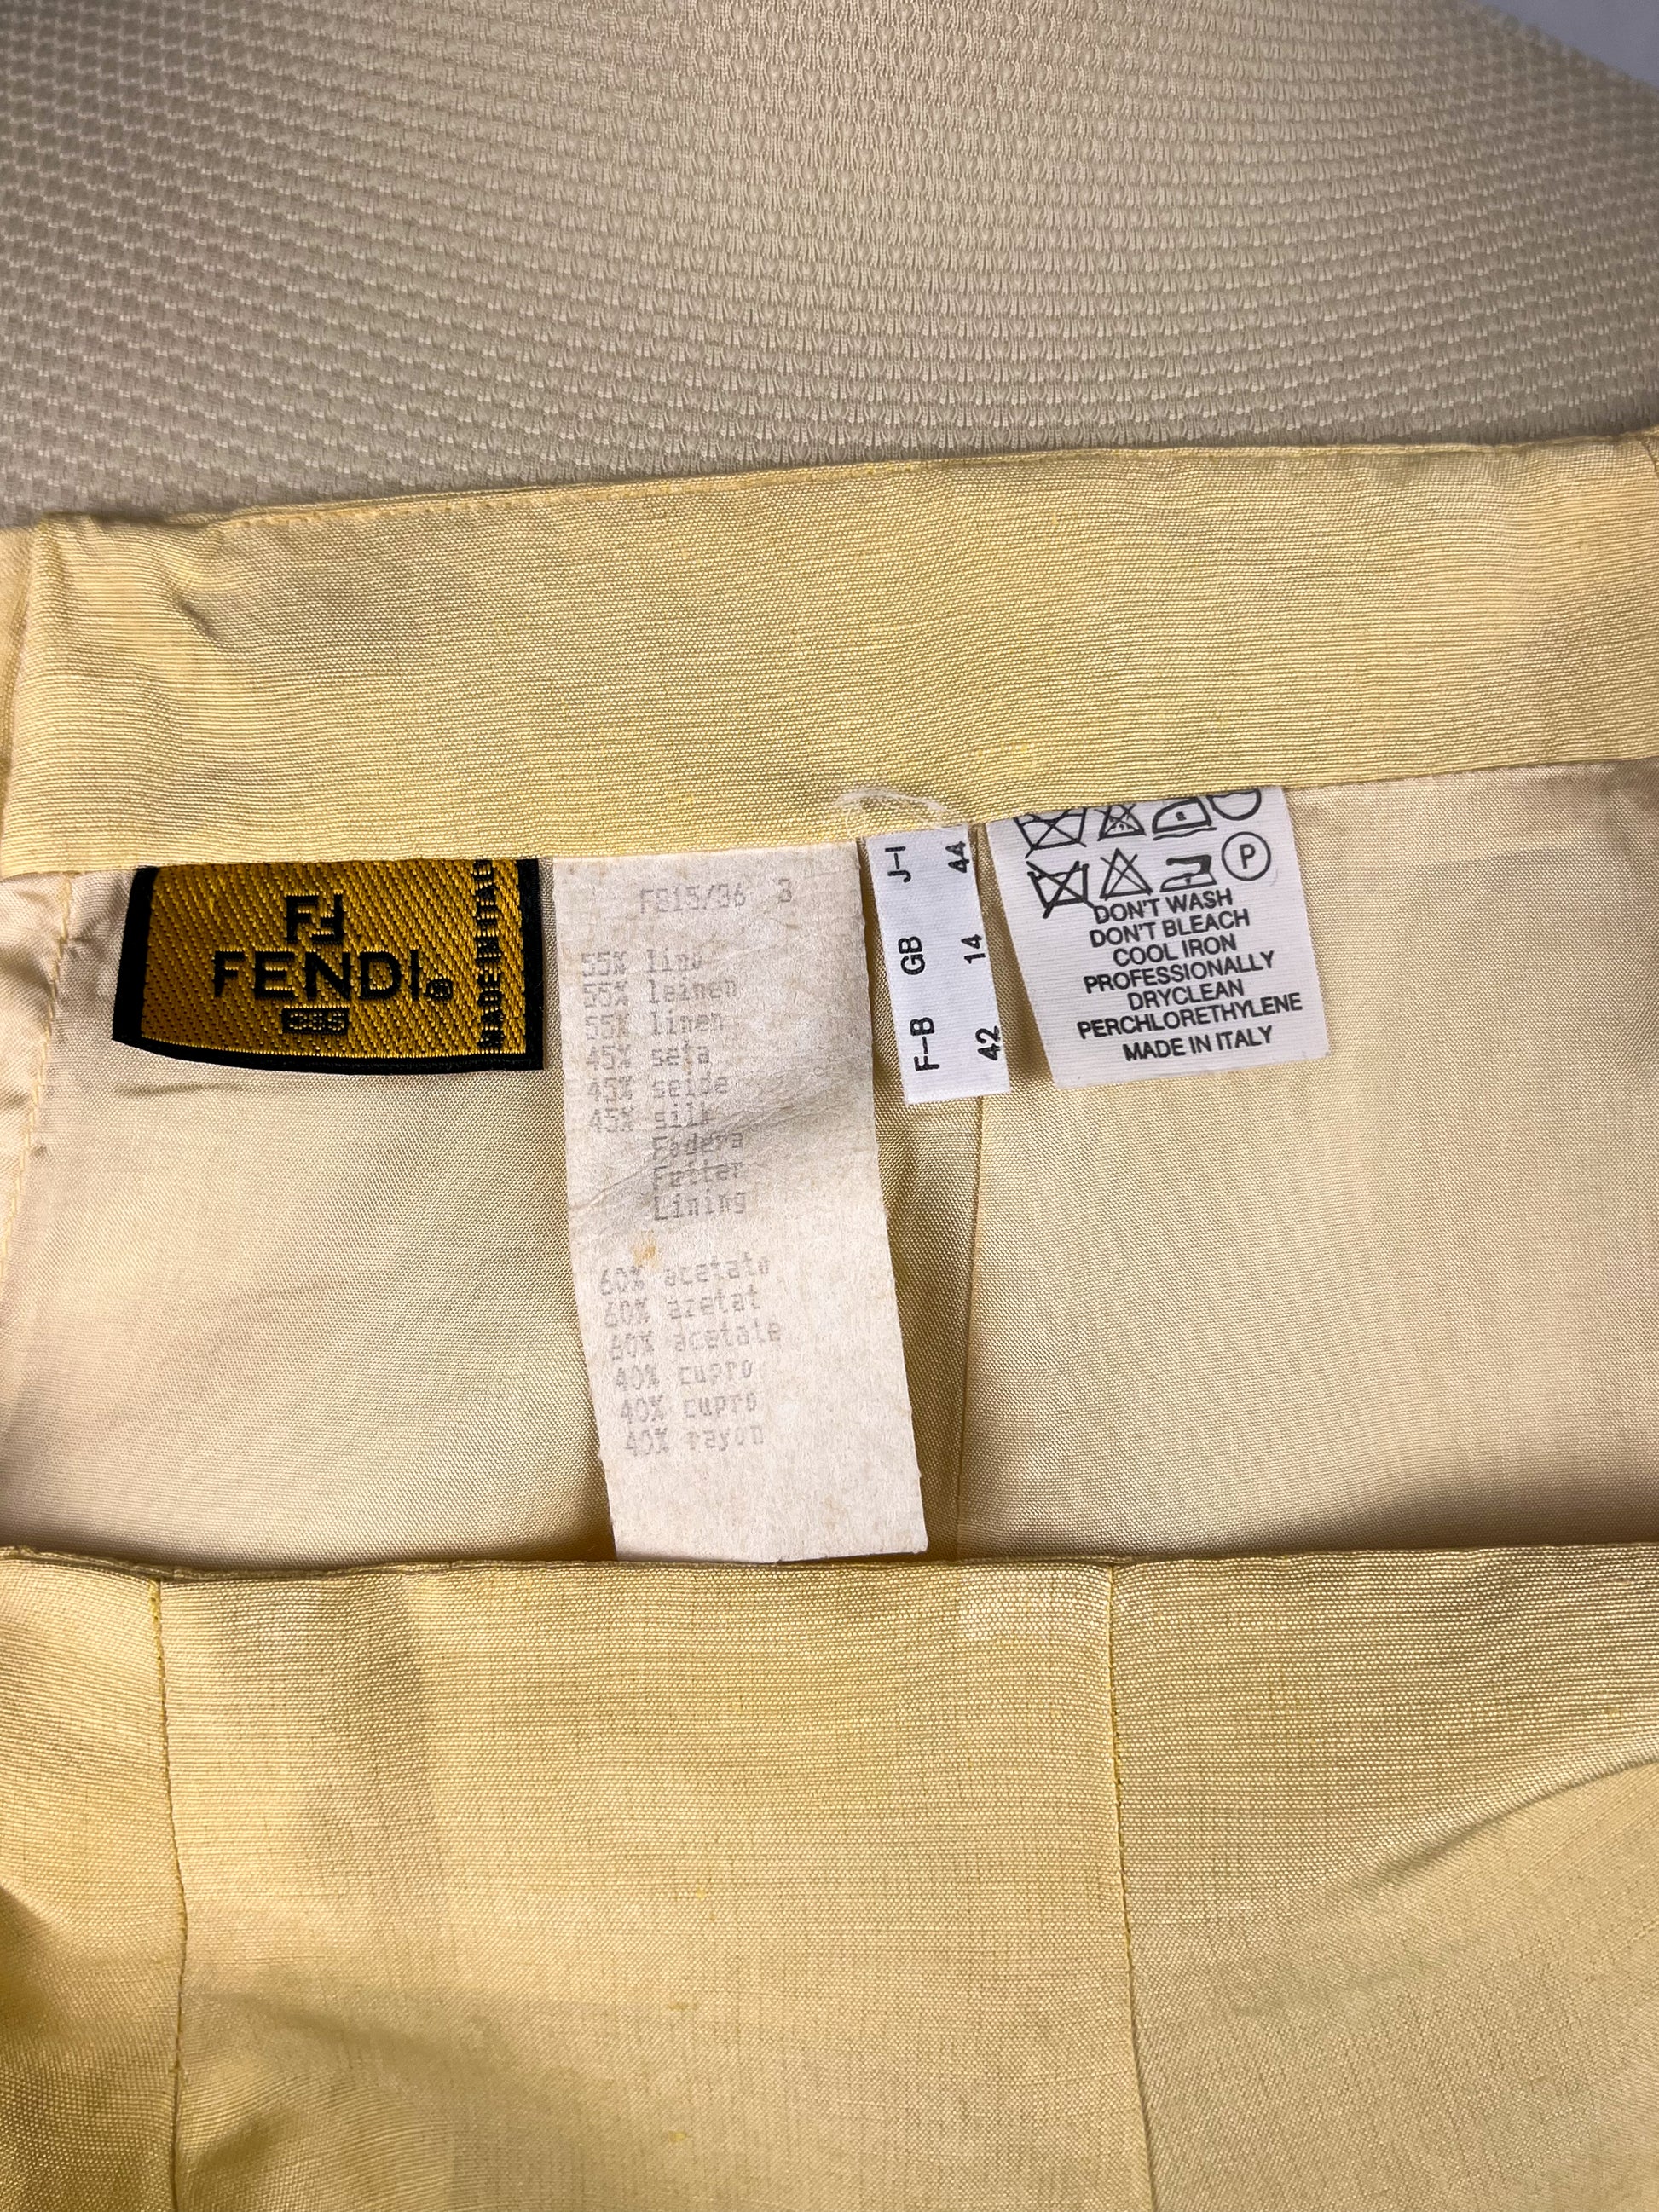 FENDI®
365
MADE IN ITALY
FE15/36 3
55% lino
55% leinen
55% linen
45% seta
45% seide
45% silk
Fodera
Futter
Lining
60% acetato
60% azetat
60% acetate
40% cupro
40% cupro
40% rayon
J-I 44
GB 14
F-B 42
P
DON'T WASH
DON'T BLEACH
COOL IRON
PROFESSIONALLY
DRYCLEAN
PERCHLORETHYLENE
MADE IN ITALY